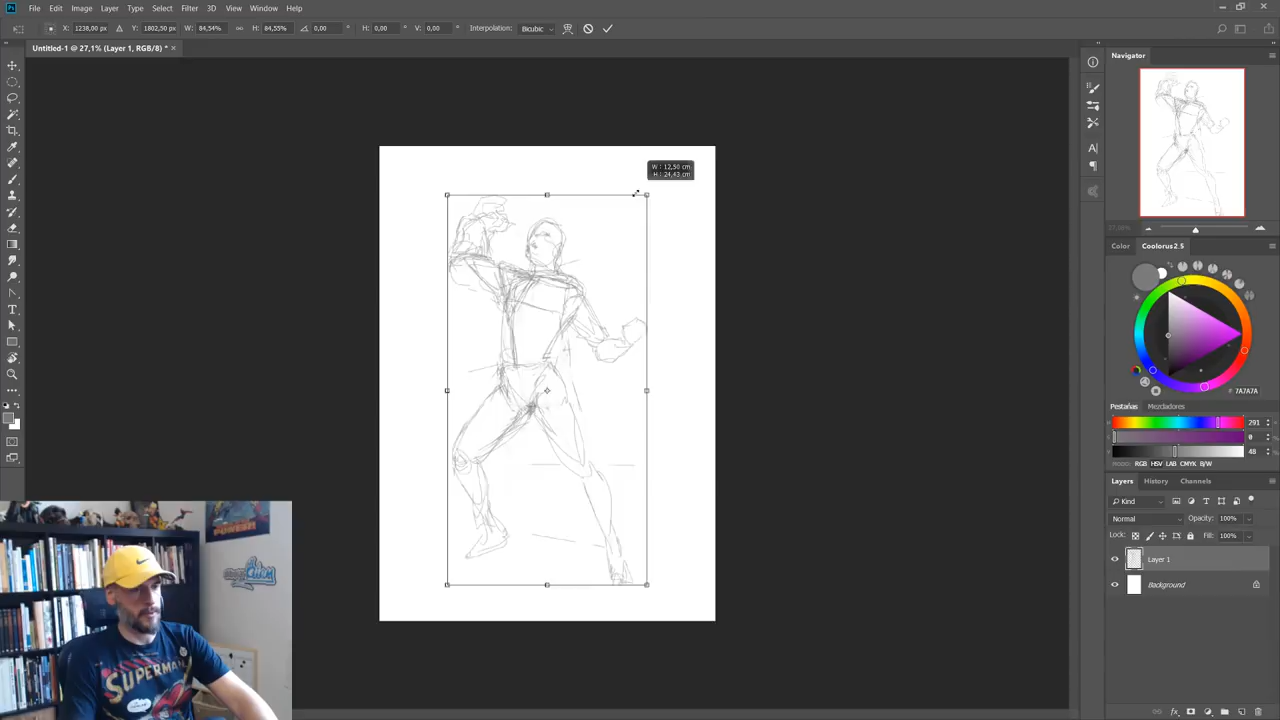 File Edit Image Layer Type Select Filter 3D View Window Help
X: 1238,00 px Y: 1802,50 px W: 84,54% H: 84,55% 0,00 ° H: 0,00 ° V: 0,00 ° Interpolation: Bicubic
Untitled-1 @ 27,1% (Layer 1, RGB/8) * ×
Navigator
W: 12,50 cm
H: 24,43 cm
Color Coolorus 2.5
#7A7A7A
Pestañas Mezcladores
291
0
48
RGB HSV LAB CMYK B/W
Layers History Channels
Kind
Normal Opacity: 100%
Lock: Fill: 100%
Layer 1
Background
SUPERMAN